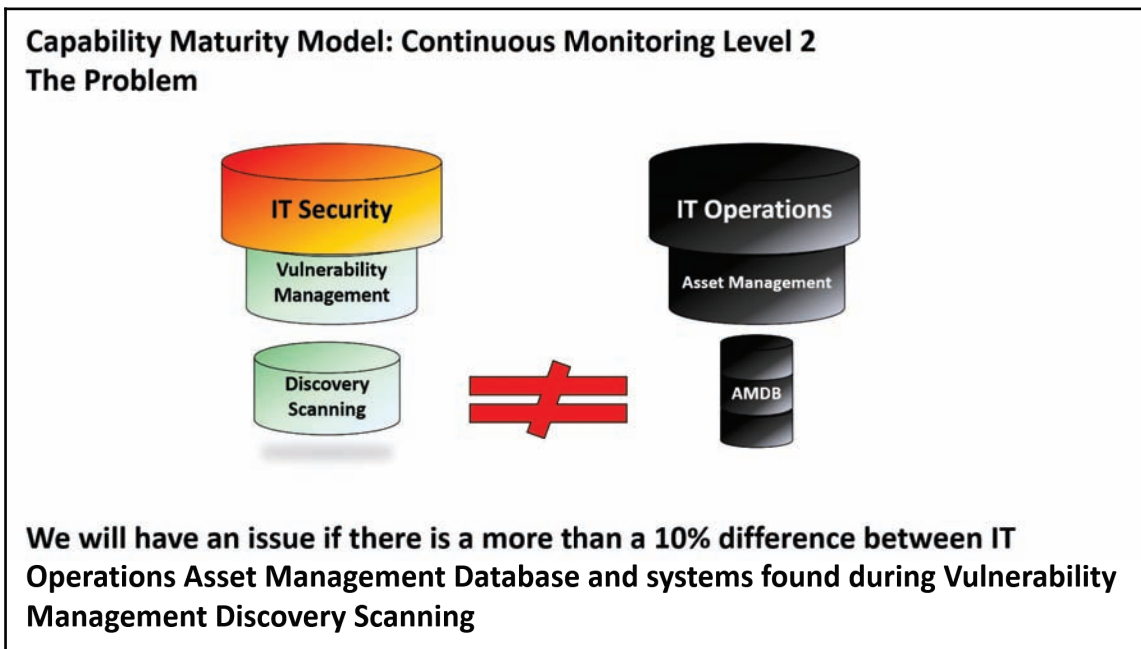 Capability Maturity Model: Continuous Monitoring Level 2
The Problem
IT Security
Vulnerability
Management
Discovery
Scanning
IT Operations
Asset Management
AMDB
We will have an issue if there is a more than a 10% difference between IT
Operations Asset Management Database and systems found during Vulnerability
Management Discovery Scanning